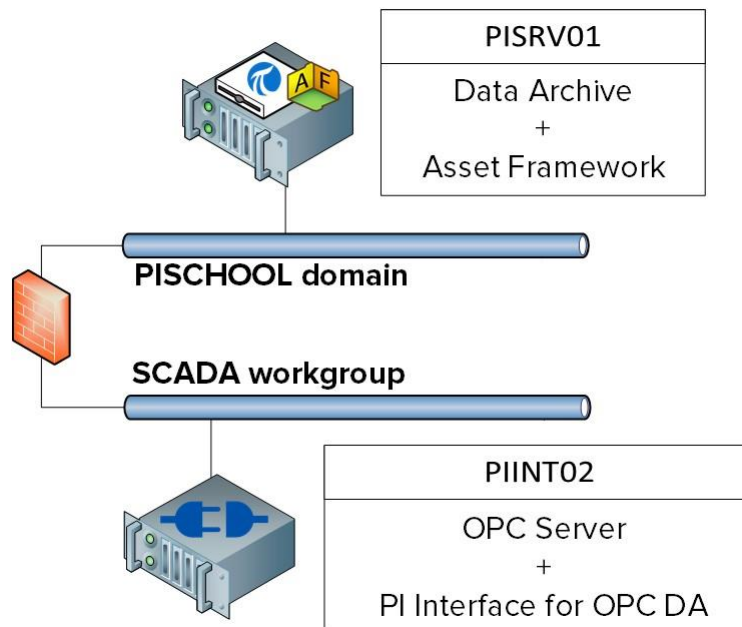 PISRV01
Data Archive
+
Asset Framework
A F
PISCHOOL domain
SCADA workgroup
PIINT02
OPC Server
+
PI Interface for OPC DA